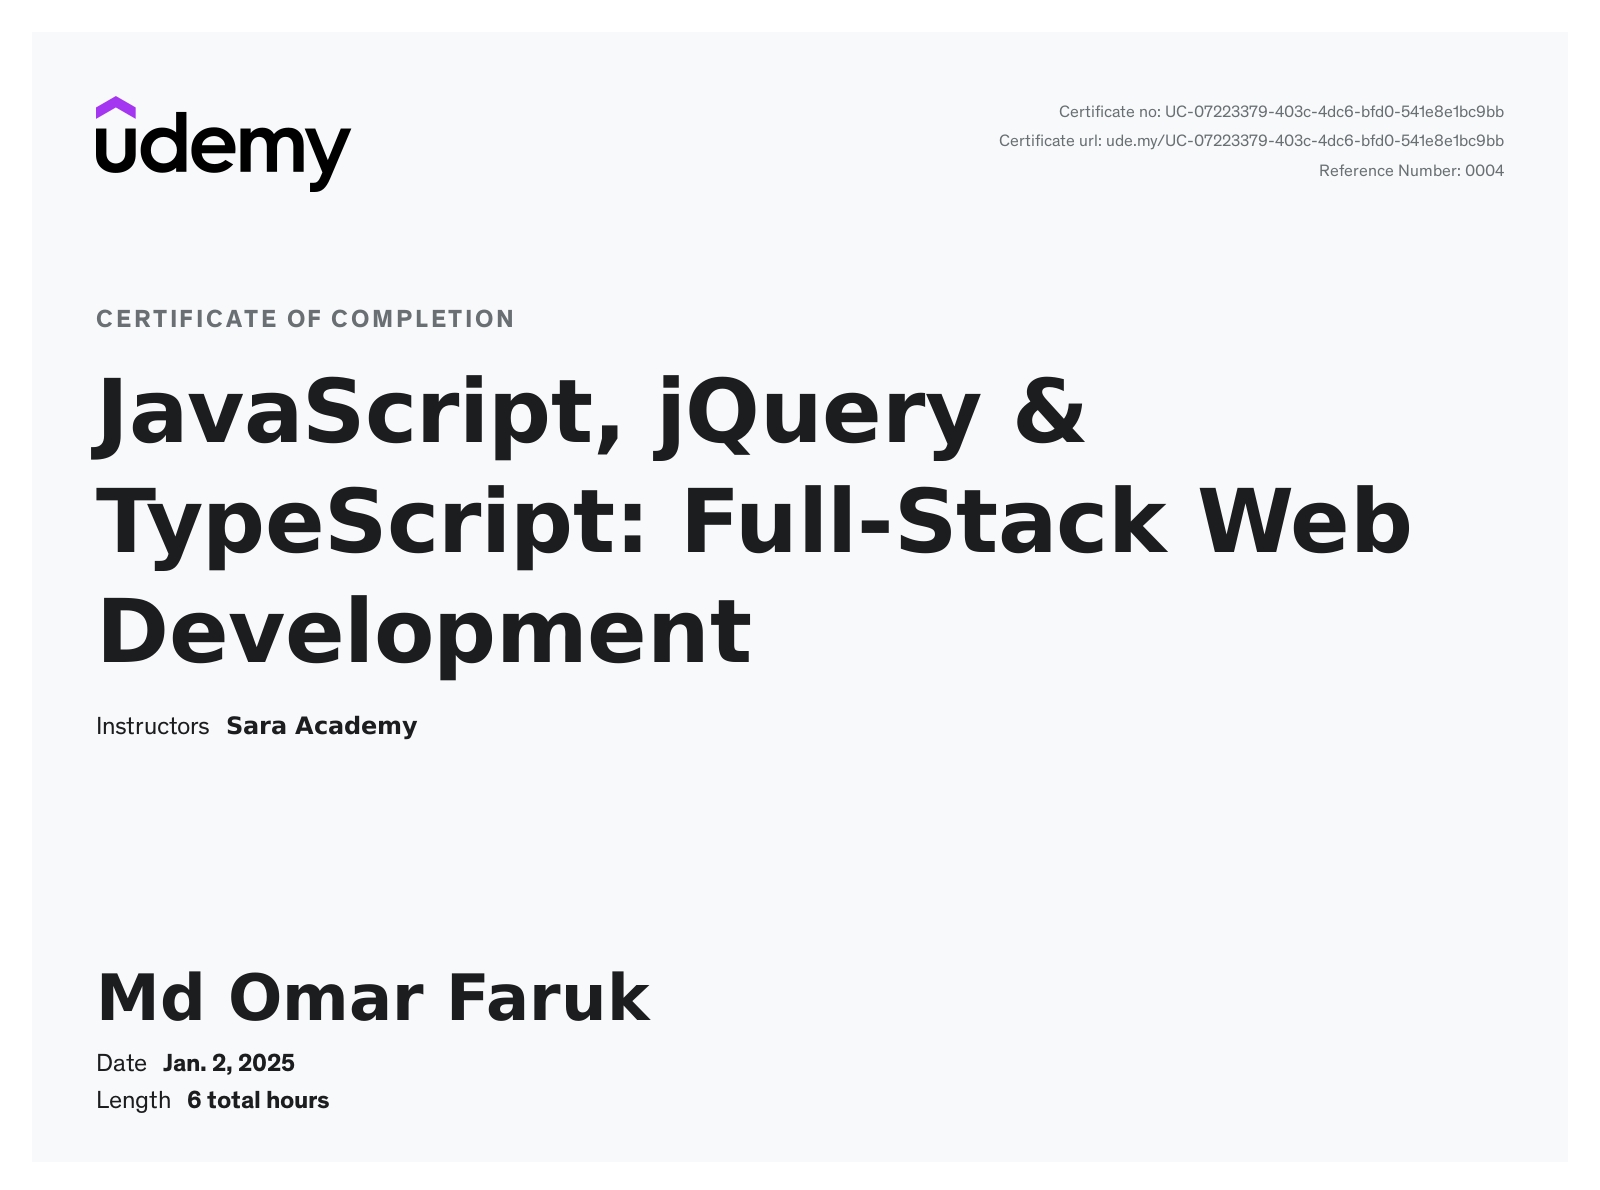 udemy
Certificate no: UC-07223379-403c-4dc6-bfd0-541e8e1bc9bb
Certificate url: ude.my/UC-07223379-403c-4dc6-bfd0-541e8e1bc9bb
Reference Number: 0004
CERTIFICATE OF COMPLETION
JavaScript, jQuery &
TypeScript: Full-Stack Web
Development
Instructors Sara Academy
Md Omar Faruk
Date Jan. 2, 2025
Length 6 total hours